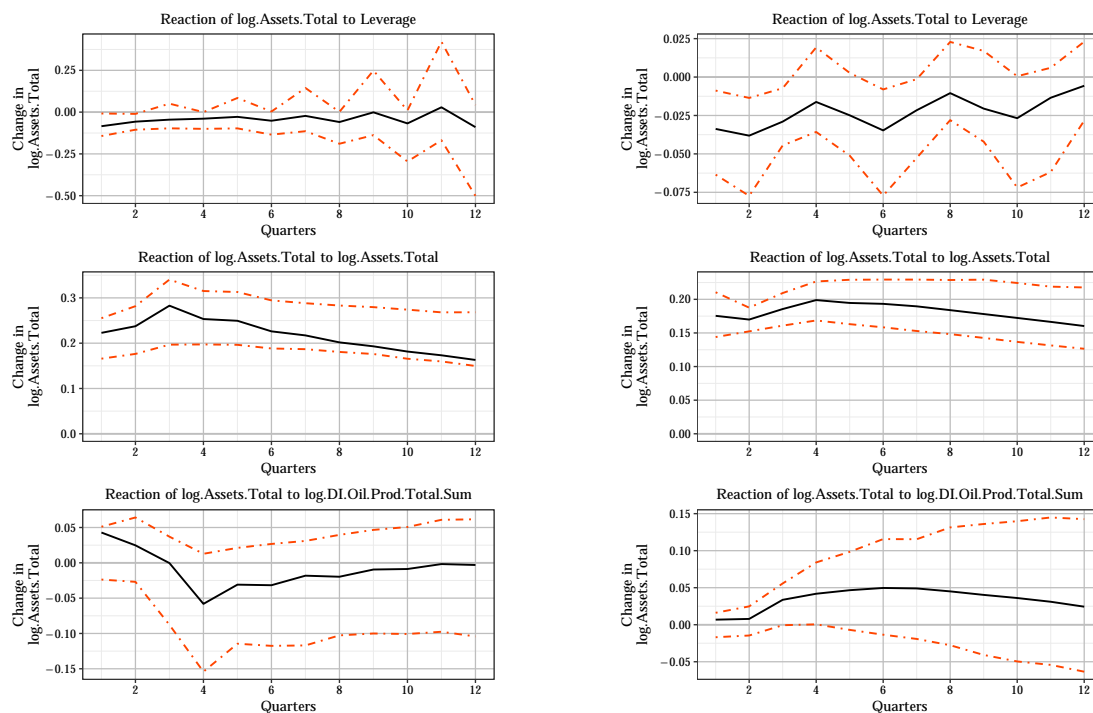 Reaction of log.Assets.Total to Leverage
Change in
log.Assets.Total
0.25
0.00
−0.25
−0.50
2 4 6 8 10 12
Quarters
Reaction of log.Assets.Total to Leverage
Change in
log.Assets.Total
0.025
0.000
−0.025
−0.050
−0.075
2 4 6 8 10 12
Quarters
Reaction of log.Assets.Total to log.Assets.Total
Change in
log.Assets.Total
0.3
0.2
0.1
0.0
2 4 6 8 10 12
Quarters
Reaction of log.Assets.Total to log.Assets.Total
Change in
log.Assets.Total
0.20
0.15
0.10
0.05
0.00
2 4 6 8 10 12
Quarters
Reaction of log.Assets.Total to log.DI.Oil.Prod.Total.Sum
Change in
log.Assets.Total
0.05
0.00
−0.05
−0.10
−0.15
2 4 6 8 10 12
Quarters
Reaction of log.Assets.Total to log.DI.Oil.Prod.Total.Sum
Change in
log.Assets.Total
0.15
0.10
0.05
0.00
−0.05
2 4 6 8 10 12
Quarters